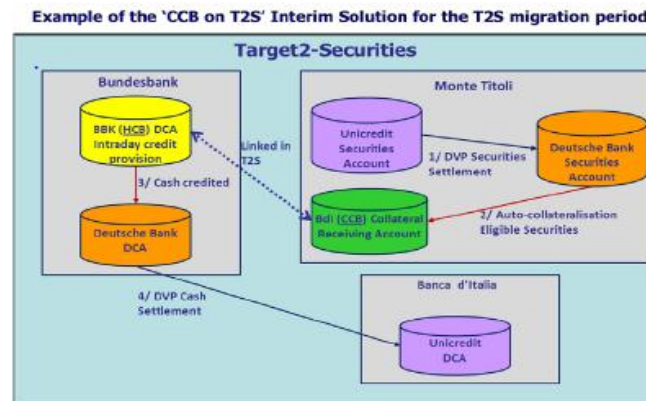 Example of the 'CCB on T2S' Interim Solution for the T2S migration period
Target2-Securities
Bundesbank
BBK (HCB) DCA
Intraday credit
provision
3/ Cash credited
Deutsche Bank
DCA
Linked in
T2S
Monte Titoli
Unicredit
Securities
Account
1/ DVP Securities
Settlement
Deutsche Bank
Securities
Account
BdI (CCB) Collateral
Receiving Account
2/ Auto-collateralisation
Eligible Securities
4/ DVP Cash
Settlement
Banca d'Italia
Unicredit
DCA